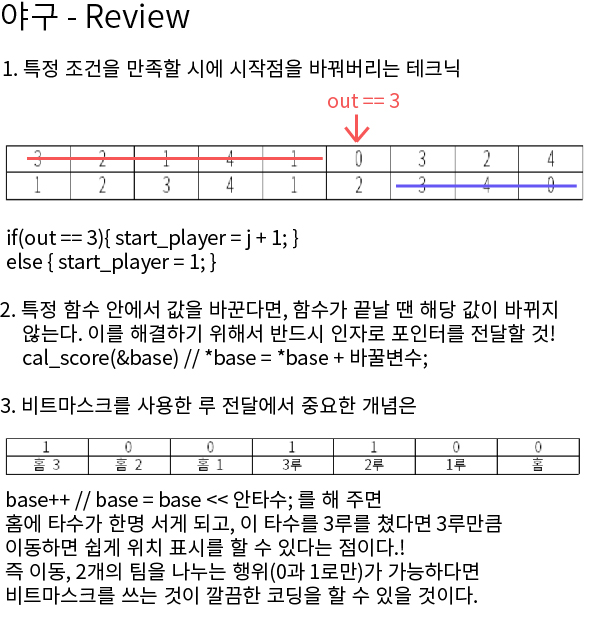 야구 - Review
1. 특정 조건을 만족할 시에 시작점을 바꿔버리는 테크닉
out == 3
3 2 1 4 1 0 3 2 4
1 2 3 4 1 2 3 4 0
if(out == 3){ start_player = j + 1; }
else { start_player = 1; }
2. 특정 함수 안에서 값을 바꾼다면, 함수가 끝날 땐 해당 값이 바뀌지
않는다. 이를 해결하기 위해서 반드시 인자로 포인터를 전달할 것!
cal_score(&base) // *base = *base + 바꿀변수;
3. 비트마스크를 사용한 루 전달에서 중요한 개념은
1 0 0 1 1 0 0
홈 3 홈 2 홈 1 3루 2루 1루 홈
base++ // base = base << 안타수; 를 해 주면
홈에 타수가 한명 서게 되고, 이 타수를 3루를 쳤다면 3루만큼
이동하면 쉽게 위치 표시를 할 수 있다는 점이다.!
즉 이동, 2개의 팀을 나누는 행위(0과 1로만)가 가능하다면
비트마스크를 쓰는 것이 깔끔한 코딩을 할 수 있을 것이다.